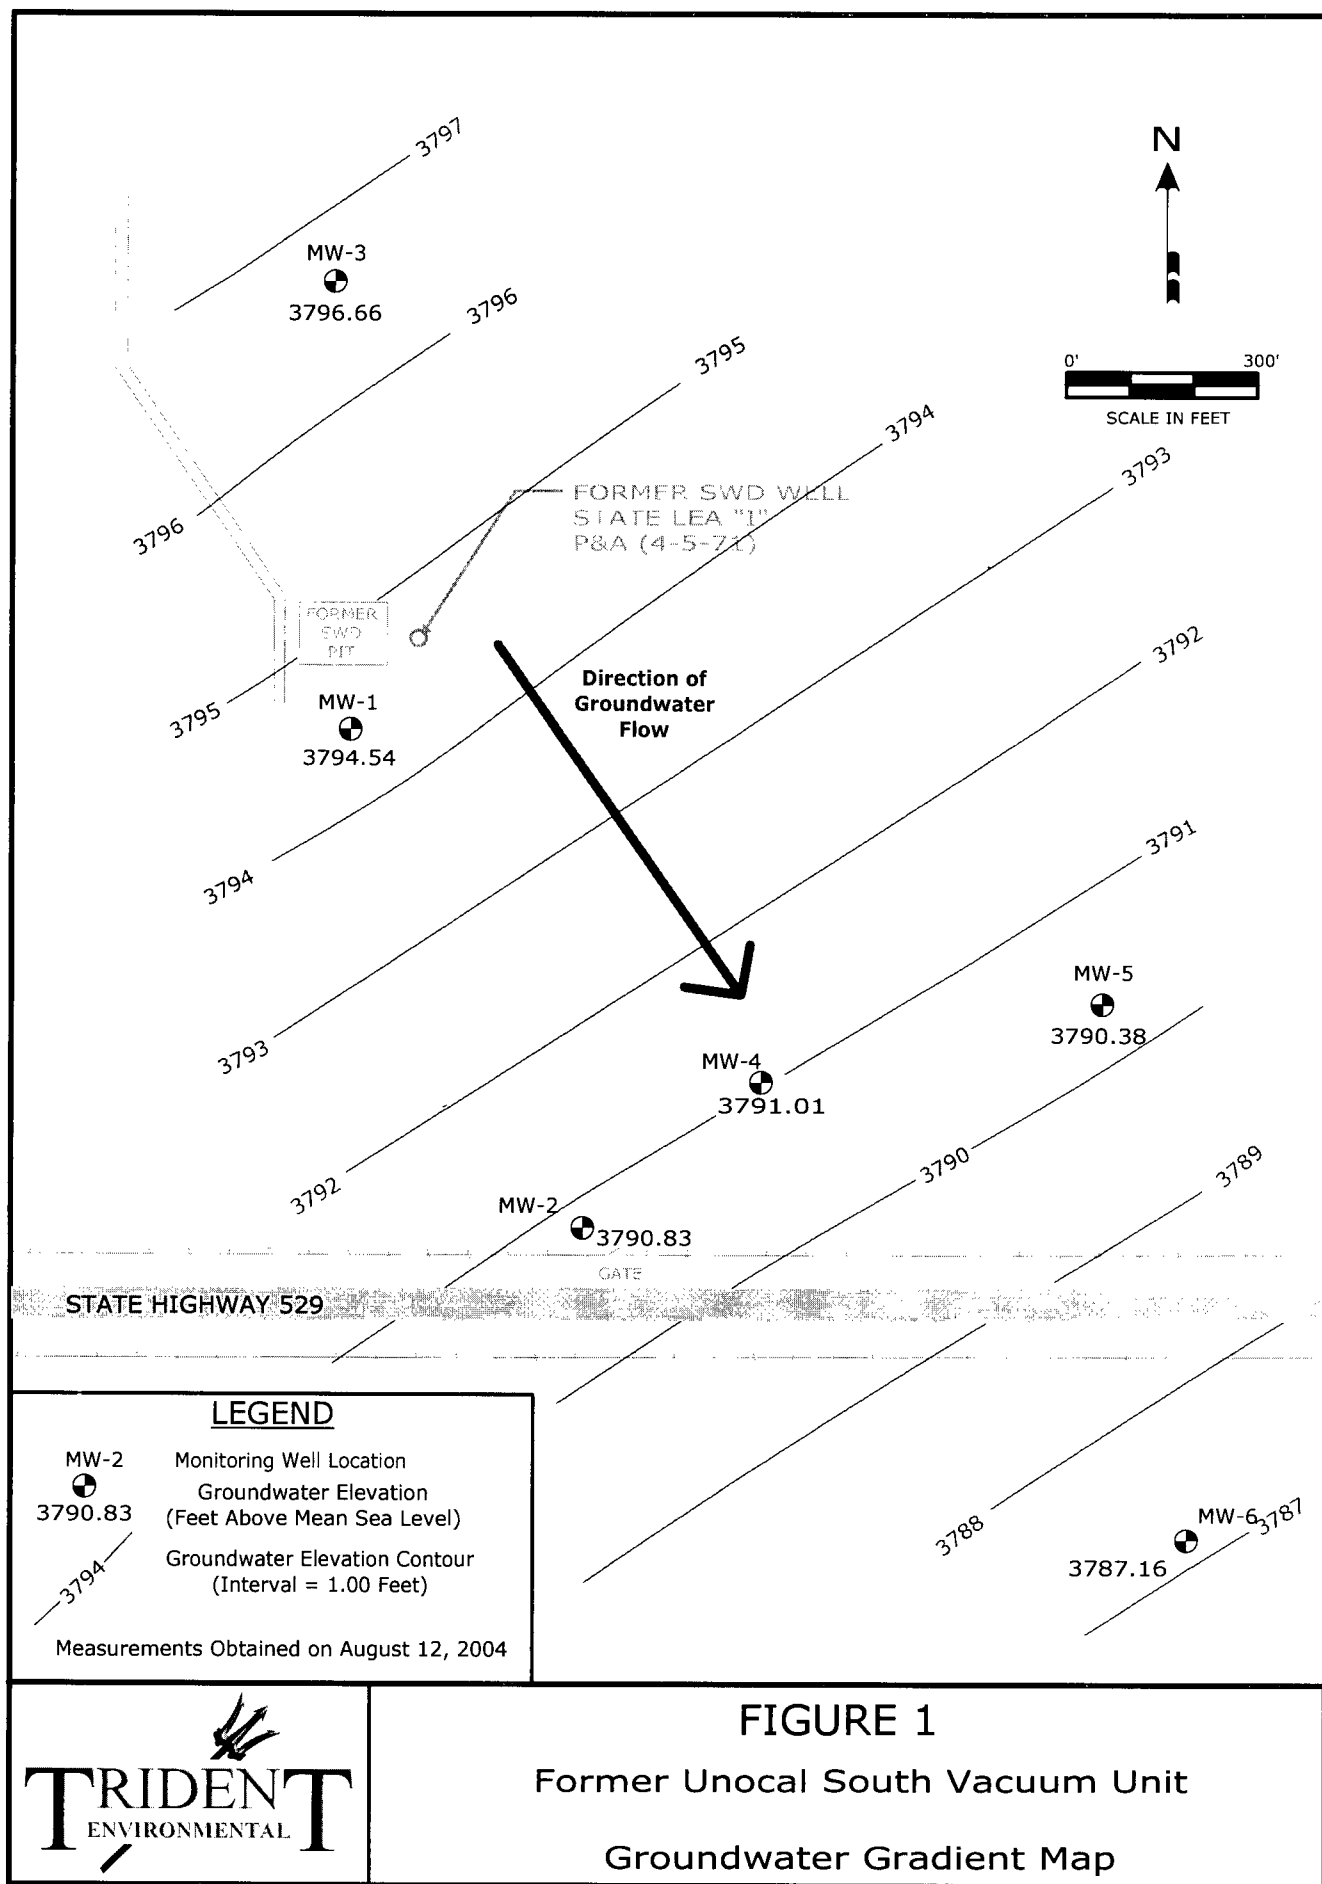 3797
N
MW-3
3796.66
3796
3795
0' 300'
SCALE IN FEET
3794
3793
FORMER SWD WELL
STATE LEA "I"
P&A (4-5-71)
3796
FORMER
SWD
PIT
3792
Direction of
Groundwater
Flow
MW-1
3795
3794.54
3791
3794
MW-5
3790.38
3793
MW-4
3791.01
3790
3789
3792
MW-2
3790.83
GATE
STATE HIGHWAY 529
LEGEND
MW-2 Monitoring Well Location
Groundwater Elevation
3790.83 (Feet Above Mean Sea Level)
3794 Groundwater Elevation Contour
(Interval = 1.00 Feet)
Measurements Obtained on August 12, 2004
3788
MW-6
3787
3787.16
TRIDENT
ENVIRONMENTAL
FIGURE 1
Former Unocal South Vacuum Unit
Groundwater Gradient Map